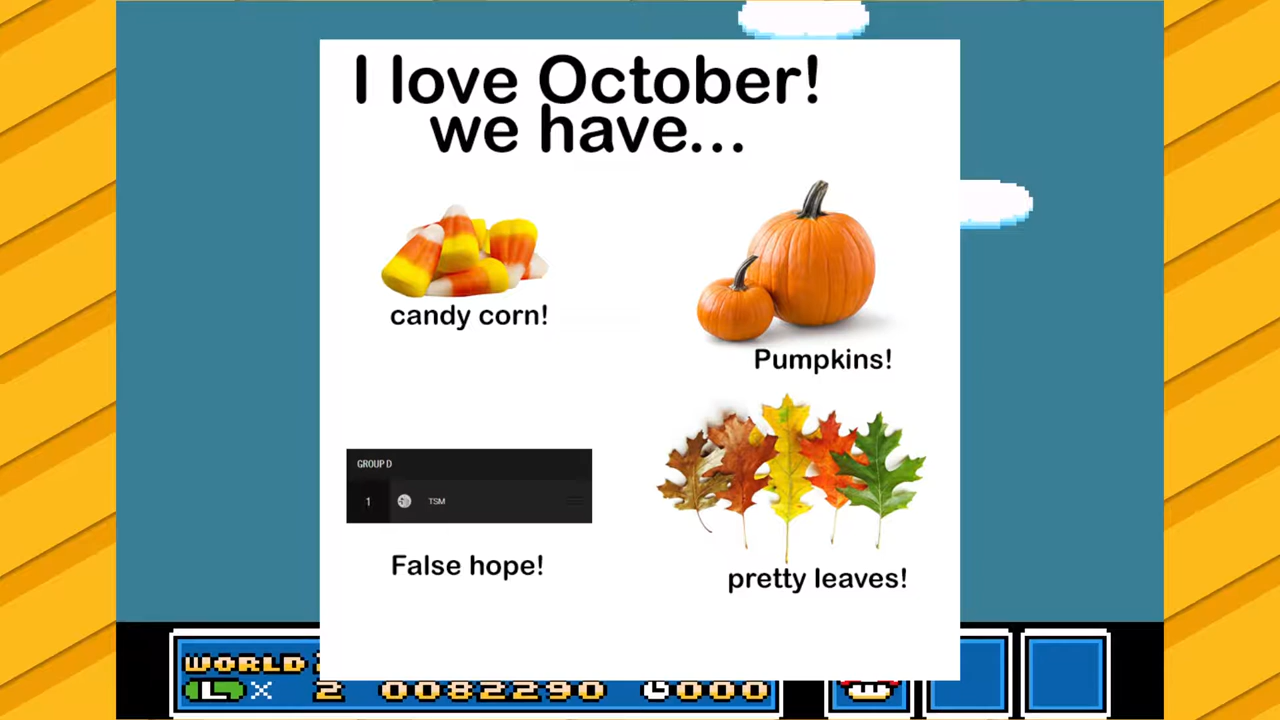 I love October!
we have...
candy corn!
Pumpkins!
GROUP D
1 TSM
False hope!
pretty leaves!
WORLD
L x 2 0082290 000